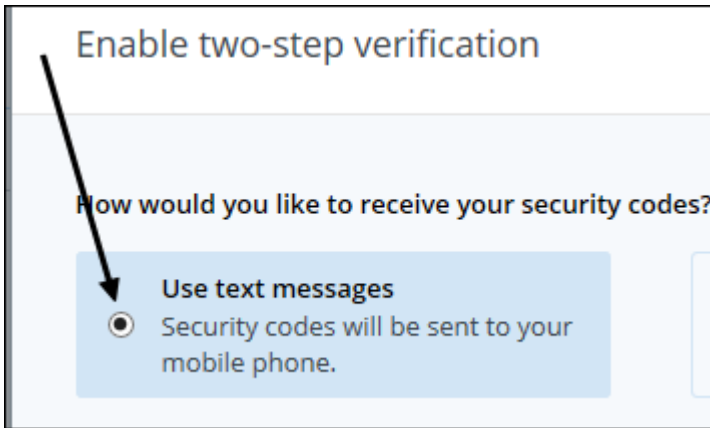 Enable two-step verification
How would you like to receive your security codes?
Use text messages
Security codes will be sent to your
mobile phone.